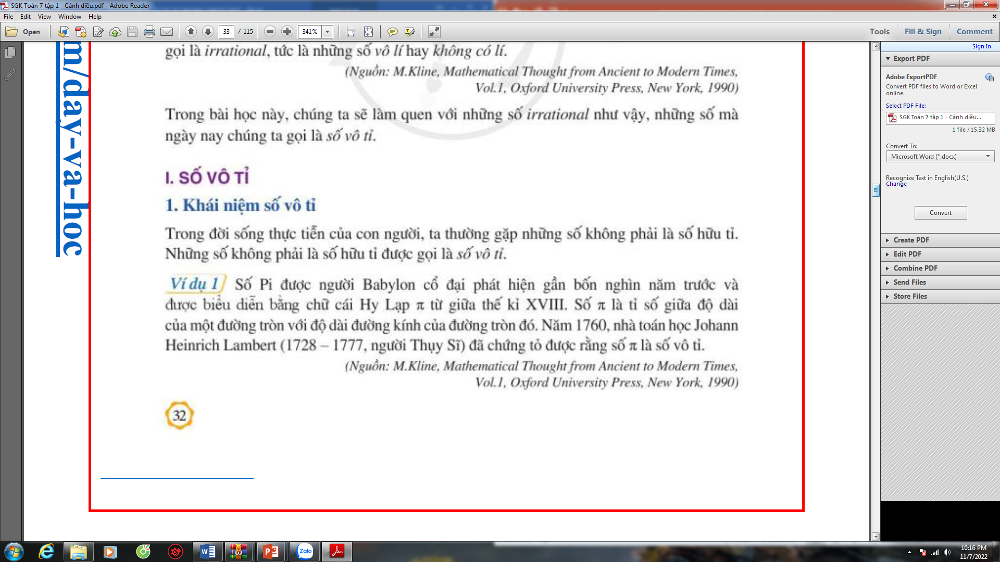 SGK Toán 7 tập 1 - Cánh diều.pdf - Adobe Reader
File Edit View Window Help
Open 33 / 115 341% Tools Fill & Sign Comment
m/day-va-hoc
gọi là irrational, tức là những số vô lí hay không có lí.
(Nguồn: M.Kline, Mathematical Thought from Ancient to Modern Times,
Vol.1, Oxford University Press, New York, 1990)
Trong bài học này, chúng ta sẽ làm quen với những số irrational như vậy, những số mà
ngày nay chúng ta gọi là số vô tỉ.
I. SỐ VÔ TỈ
1. Khái niệm số vô tỉ
Trong đời sống thực tiễn của con người, ta thường gặp những số không phải là số hữu tỉ.
Những số không phải là số hữu tỉ được gọi là số vô tỉ.
Ví dụ 1 Số Pi được người Babylon cổ đại phát hiện gần bốn nghìn năm trước và
được biểu diễn bằng chữ cái Hy Lạp π từ giữa thế kỉ XVIII. Số π là tỉ số giữa độ dài
của một đường tròn với độ dài đường kính của đường tròn đó. Năm 1760, nhà toán học Johann
Heinrich Lambert (1728 – 1777, người Thụy Sĩ) đã chứng tỏ được rằng số π là số vô tỉ.
(Nguồn: M.Kline, Mathematical Thought from Ancient to Modern Times,
Vol.1, Oxford University Press, New York, 1990)
32
Sign In
Export PDF
Adobe ExportPDF
Convert PDF files to Word or Excel
online.
Select PDF File:
SGK Toán 7 tập 1 - Cánh diều...
1 file / 15.32 MB
Convert To:
Microsoft Word (*.docx)
Recognize Text in English(U.S.)
Change
Convert
Create PDF
Edit PDF
Combine PDF
Send Files
Store Files
Zalo
10:16 PM
11/7/2022